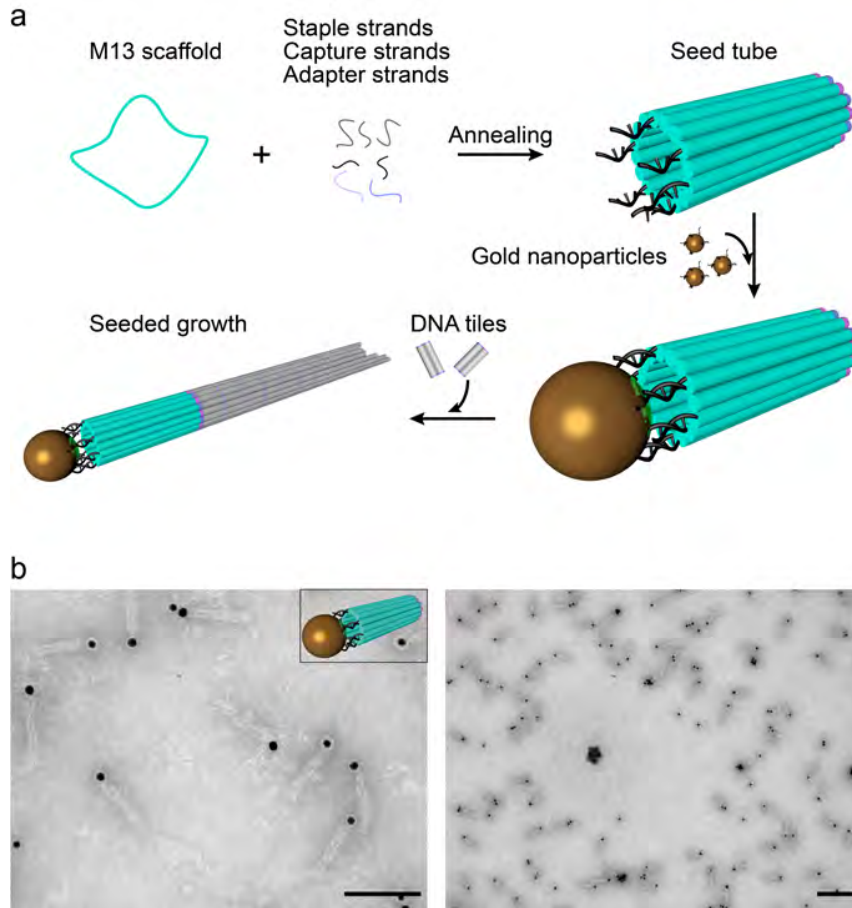 a
M13 scaffold
+
Staple strands
Capture strands
Adapter strands
Annealing
Seed tube
Gold nanoparticles
Seeded growth
DNA tiles
b